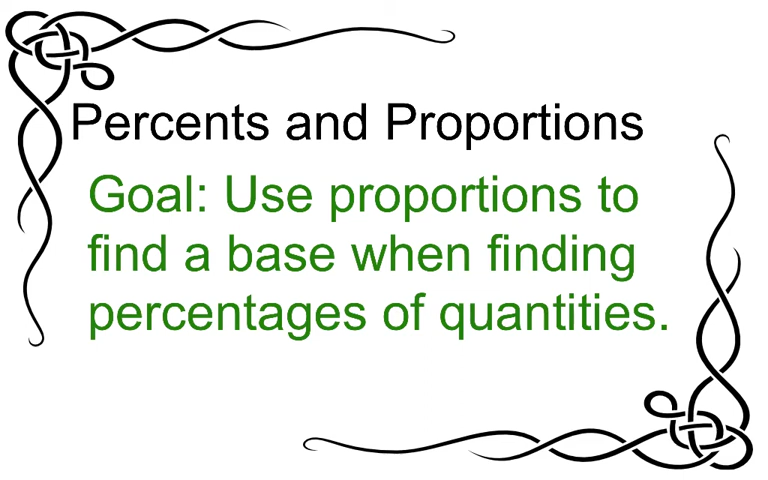 Percents and Proportions
Goal: Use proportions to
find a base when finding
percentages of quantities.